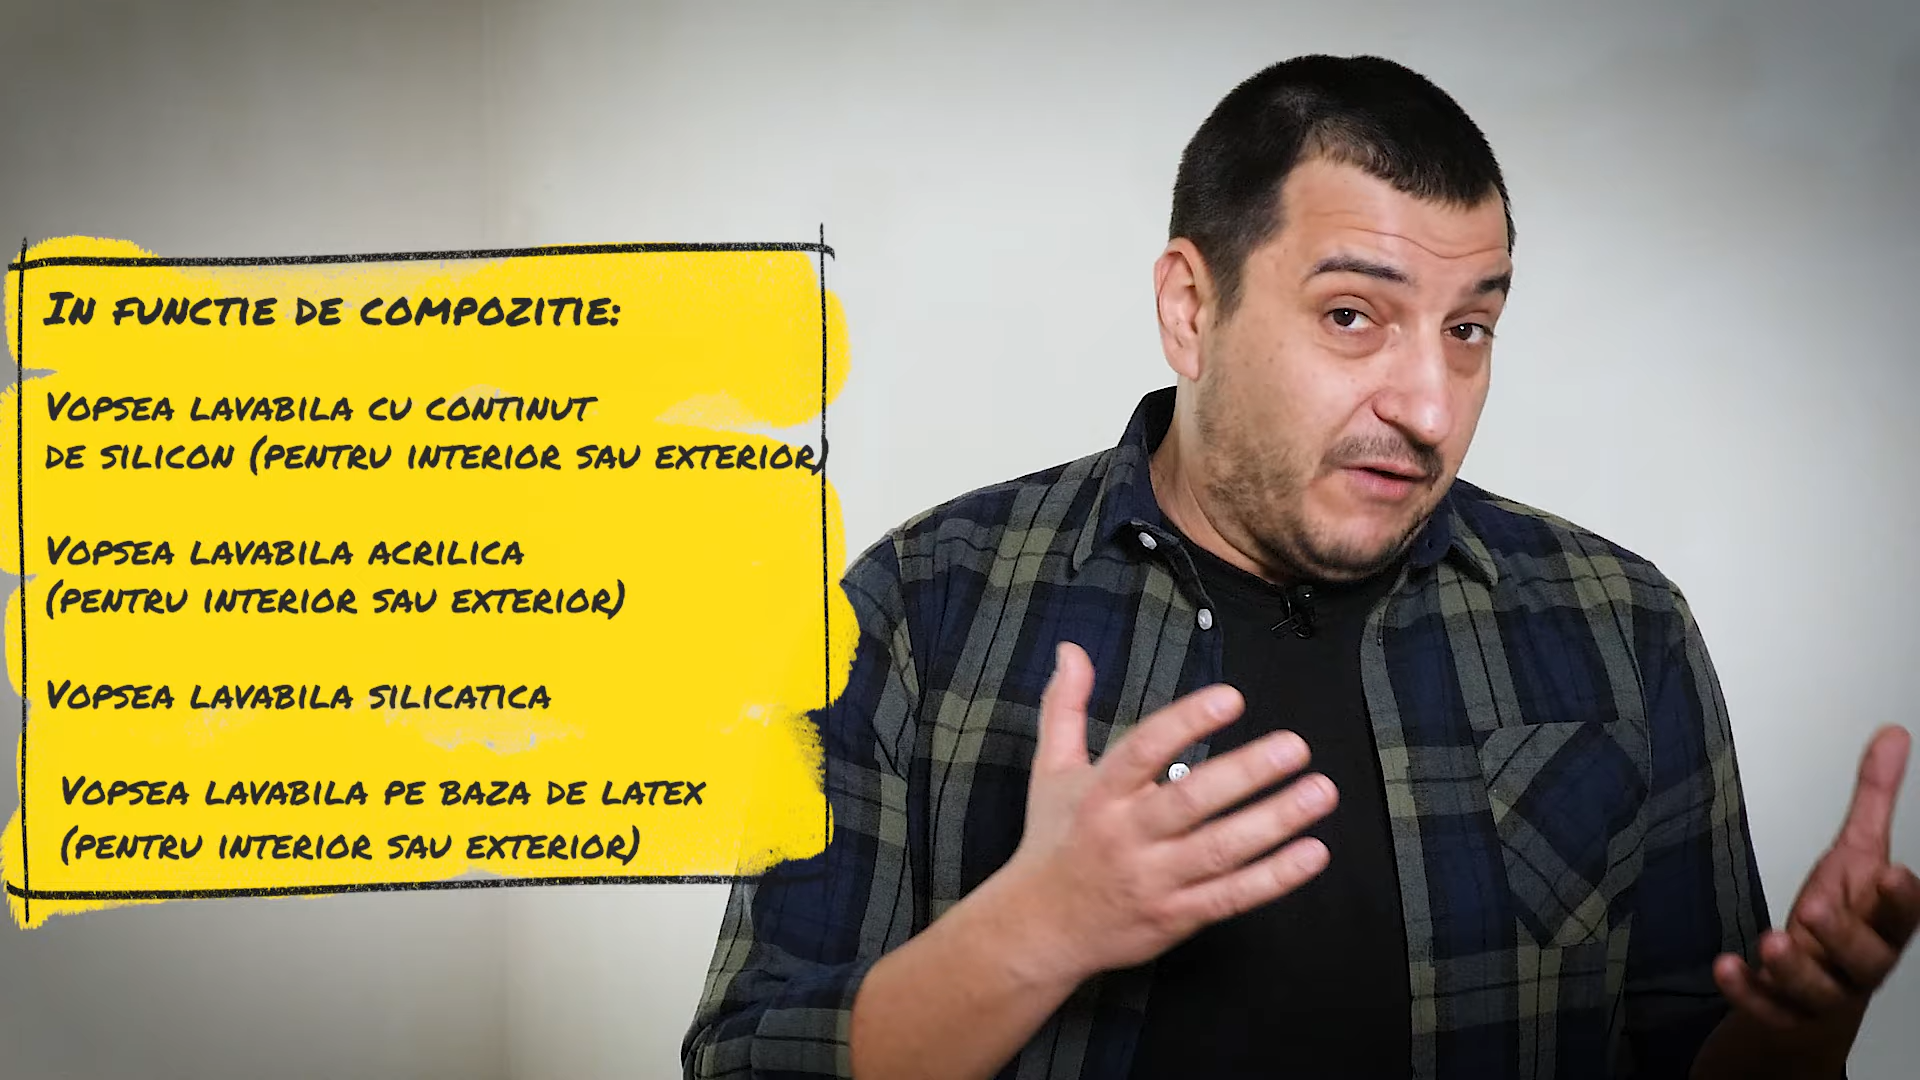 In functie de compozitie:
Vopsea lavabila cu continut
de silicon (pentru interior sau exterior)
Vopsea lavabila acrilica
(pentru interior sau exterior)
Vopsea lavabila silicatica
Vopsea lavabila pe baza de latex
(pentru interior sau exterior)